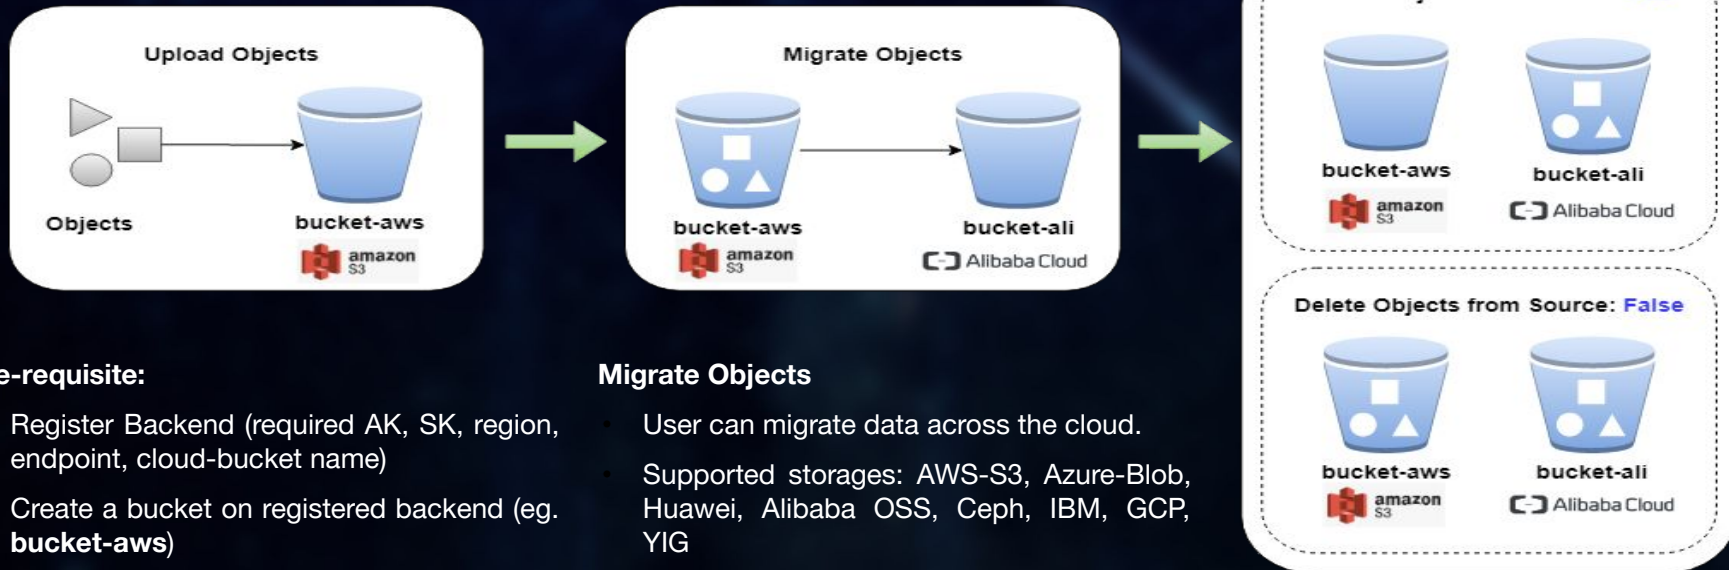 Upload Objects
Objects
bucket-aws
amazon
S3
Migrate Objects
bucket-aws
amazon
S3
bucket-ali
Alibaba Cloud
bucket-aws
amazon
S3
bucket-ali
Alibaba Cloud
Delete Objects from Source: False
bucket-aws
amazon
S3
bucket-ali
Alibaba Cloud
e-requisite:
Register Backend (required AK, SK, region,
endpoint, cloud-bucket name)
Create a bucket on registered backend (eg.
bucket-aws)
Migrate Objects
User can migrate data across the cloud.
Supported storages: AWS-S3, Azure-Blob,
Huawei, Alibaba OSS, Ceph, IBM, GCP,
YIG